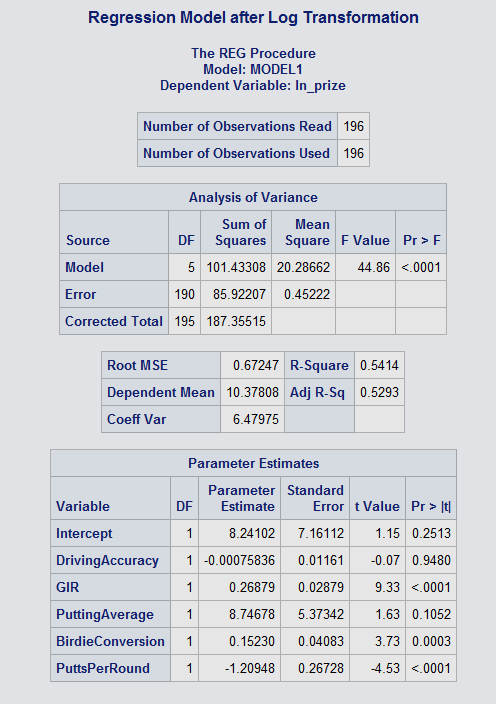 Regression Model after Log Transformation
The REG Procedure
Model: MODEL1
Dependent Variable: ln_prize
Number of Observations Read 196
Number of Observations Used 196
Analysis of Variance
Source DF Sum of Squares Mean Square F Value Pr > F
Model 5 101.43308 20.28662 44.86 <.0001
Error 190 85.92207 0.45222
Corrected Total 195 187.35515
Root MSE 0.67247 R-Square 0.5414
Dependent Mean 10.37808 Adj R-Sq 0.5293
Coeff Var 6.47975
Parameter Estimates
Variable DF Parameter Estimate Standard Error t Value Pr > |t|
Intercept 1 8.24102 7.16112 1.15 0.2513
DrivingAccuracy 1 -0.00075836 0.01161 -0.07 0.9480
GIR 1 0.26879 0.02879 9.33 <.0001
PuttingAverage 1 8.74678 5.37342 1.63 0.1052
BirdieConversion 1 0.15230 0.04083 3.73 0.0003
PuttsPerRound 1 -1.20948 0.26728 -4.53 <.0001